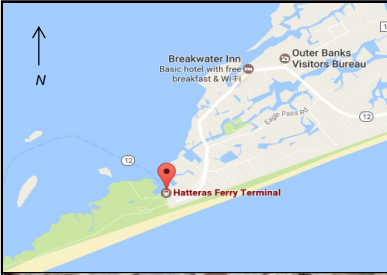 N
Breakwater Inn
Basic hotel with free
breakfast & Wi-Fi
Outer Banks
Visitors Bureau
Eagle Pass Rd
12
12
Hatteras Ferry Terminal